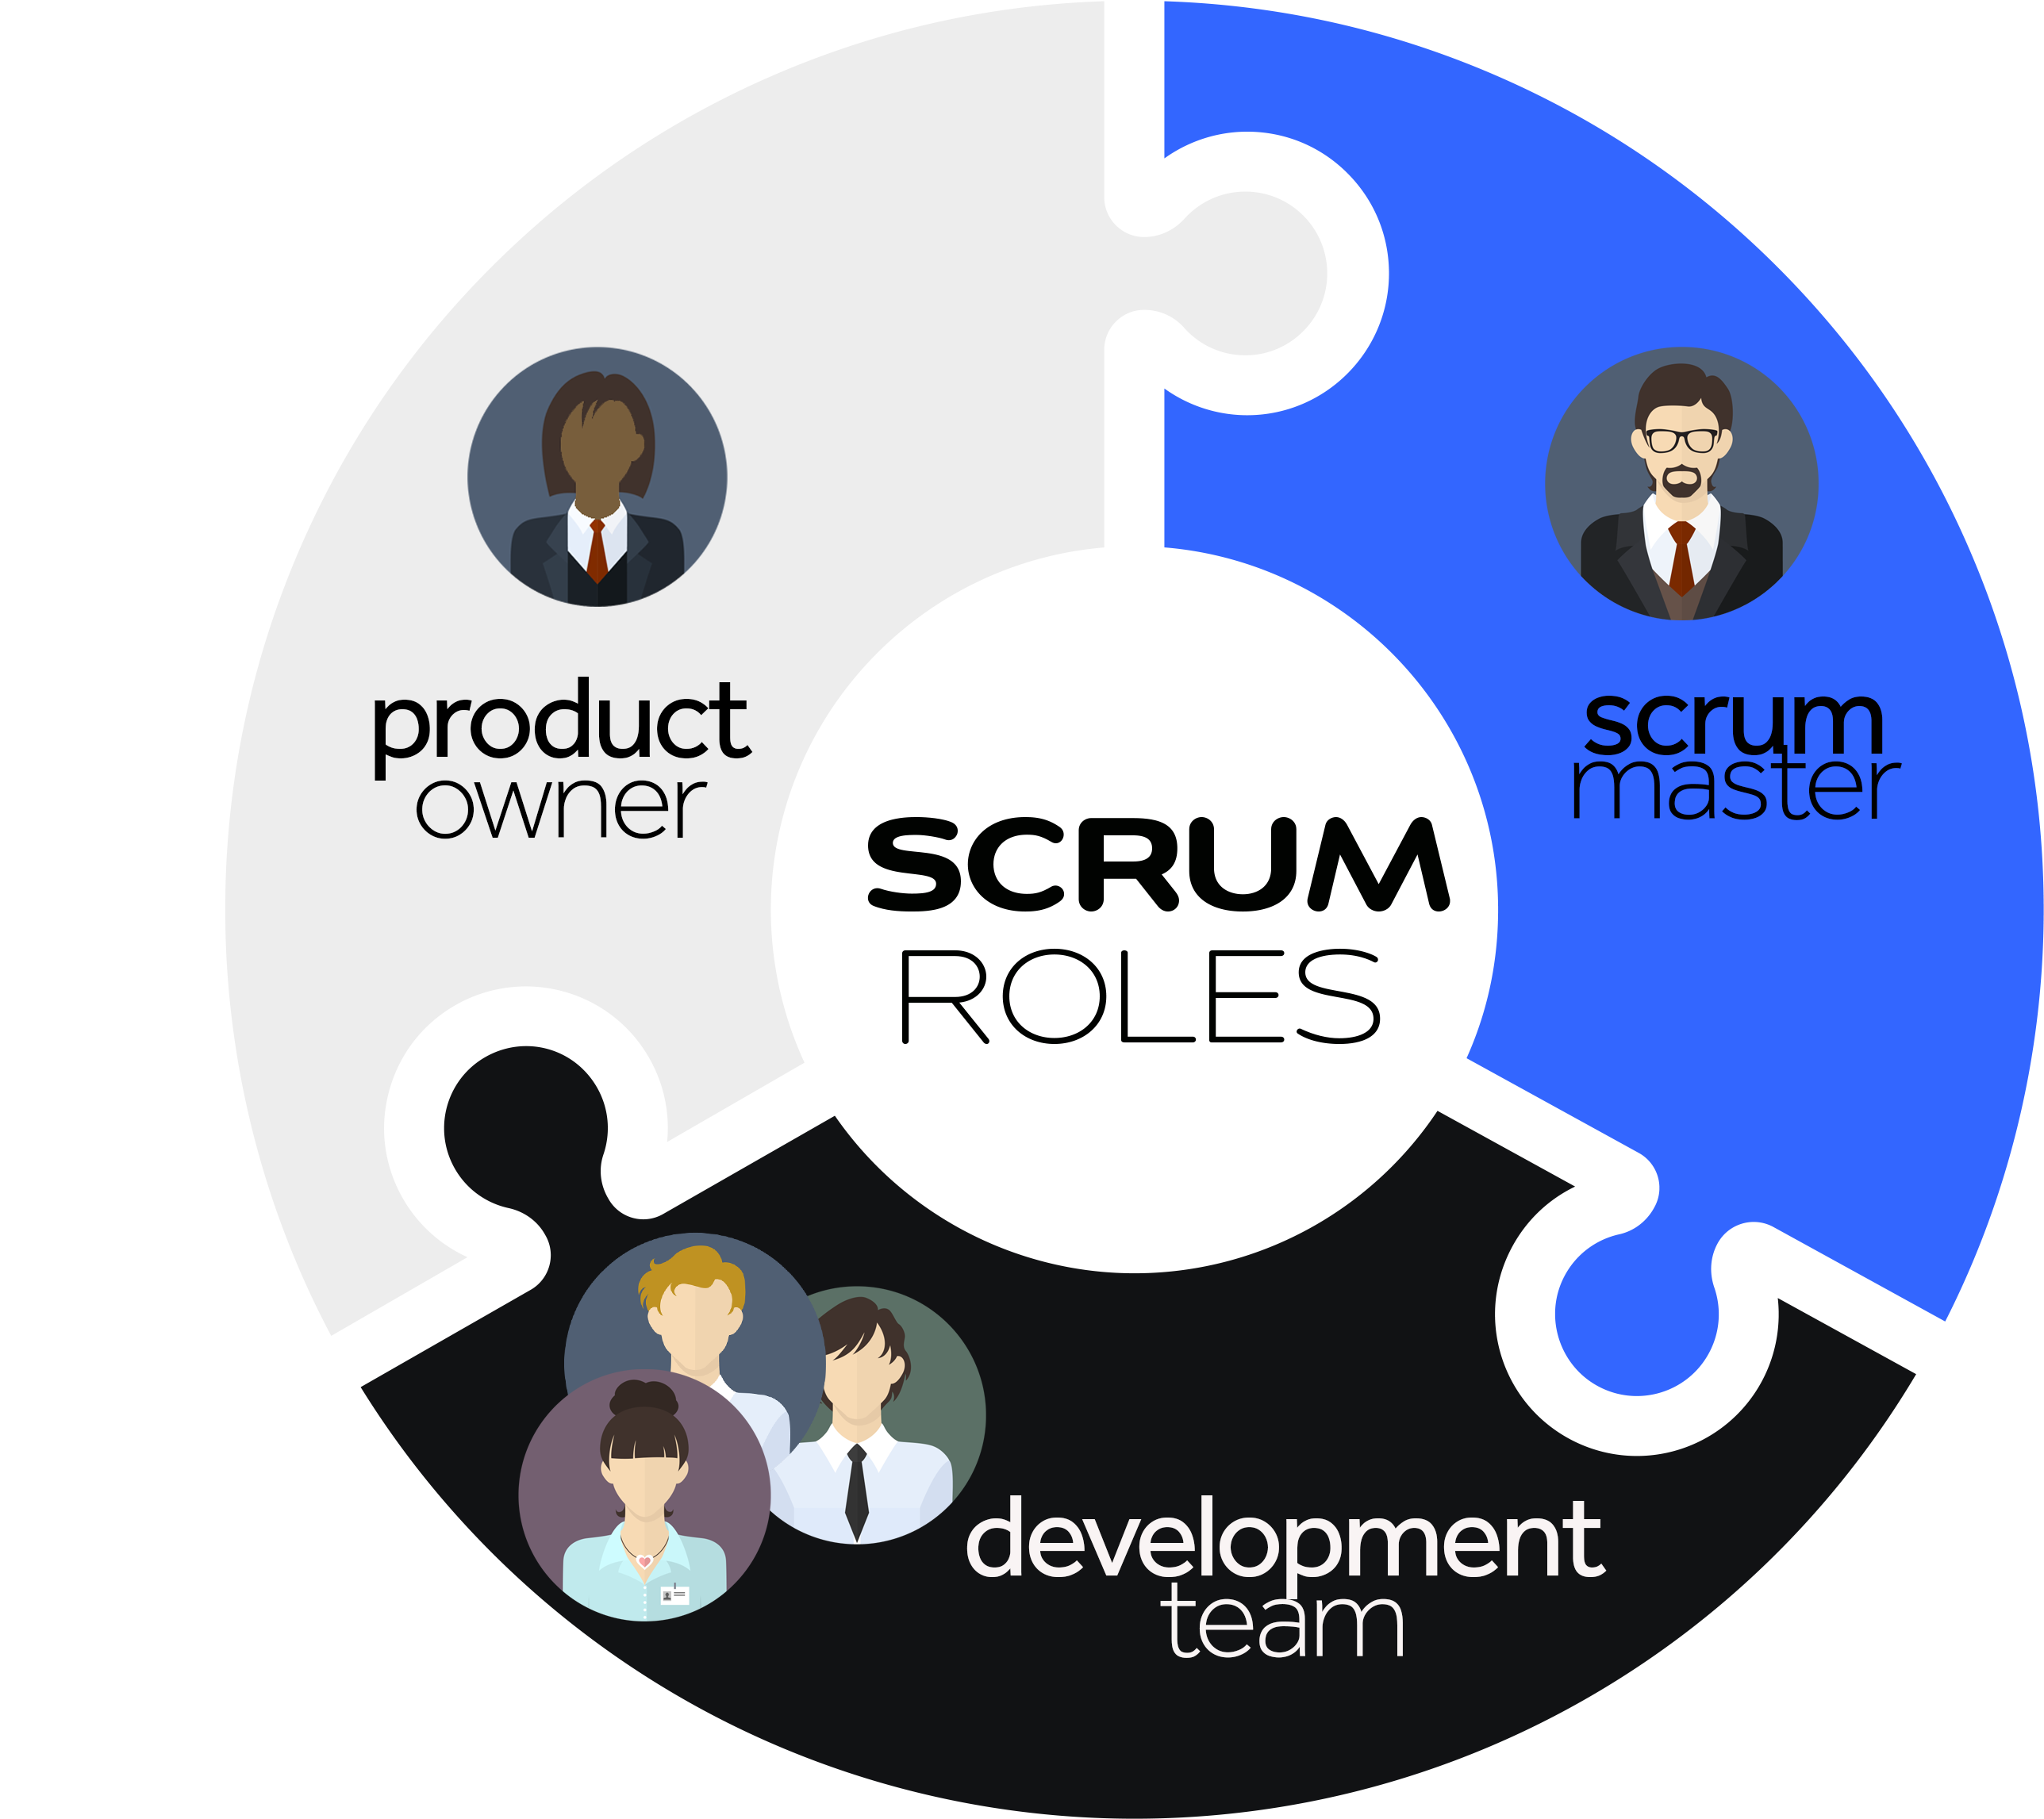 product
owner
scrum
master
SCRUM
ROLES
development
team